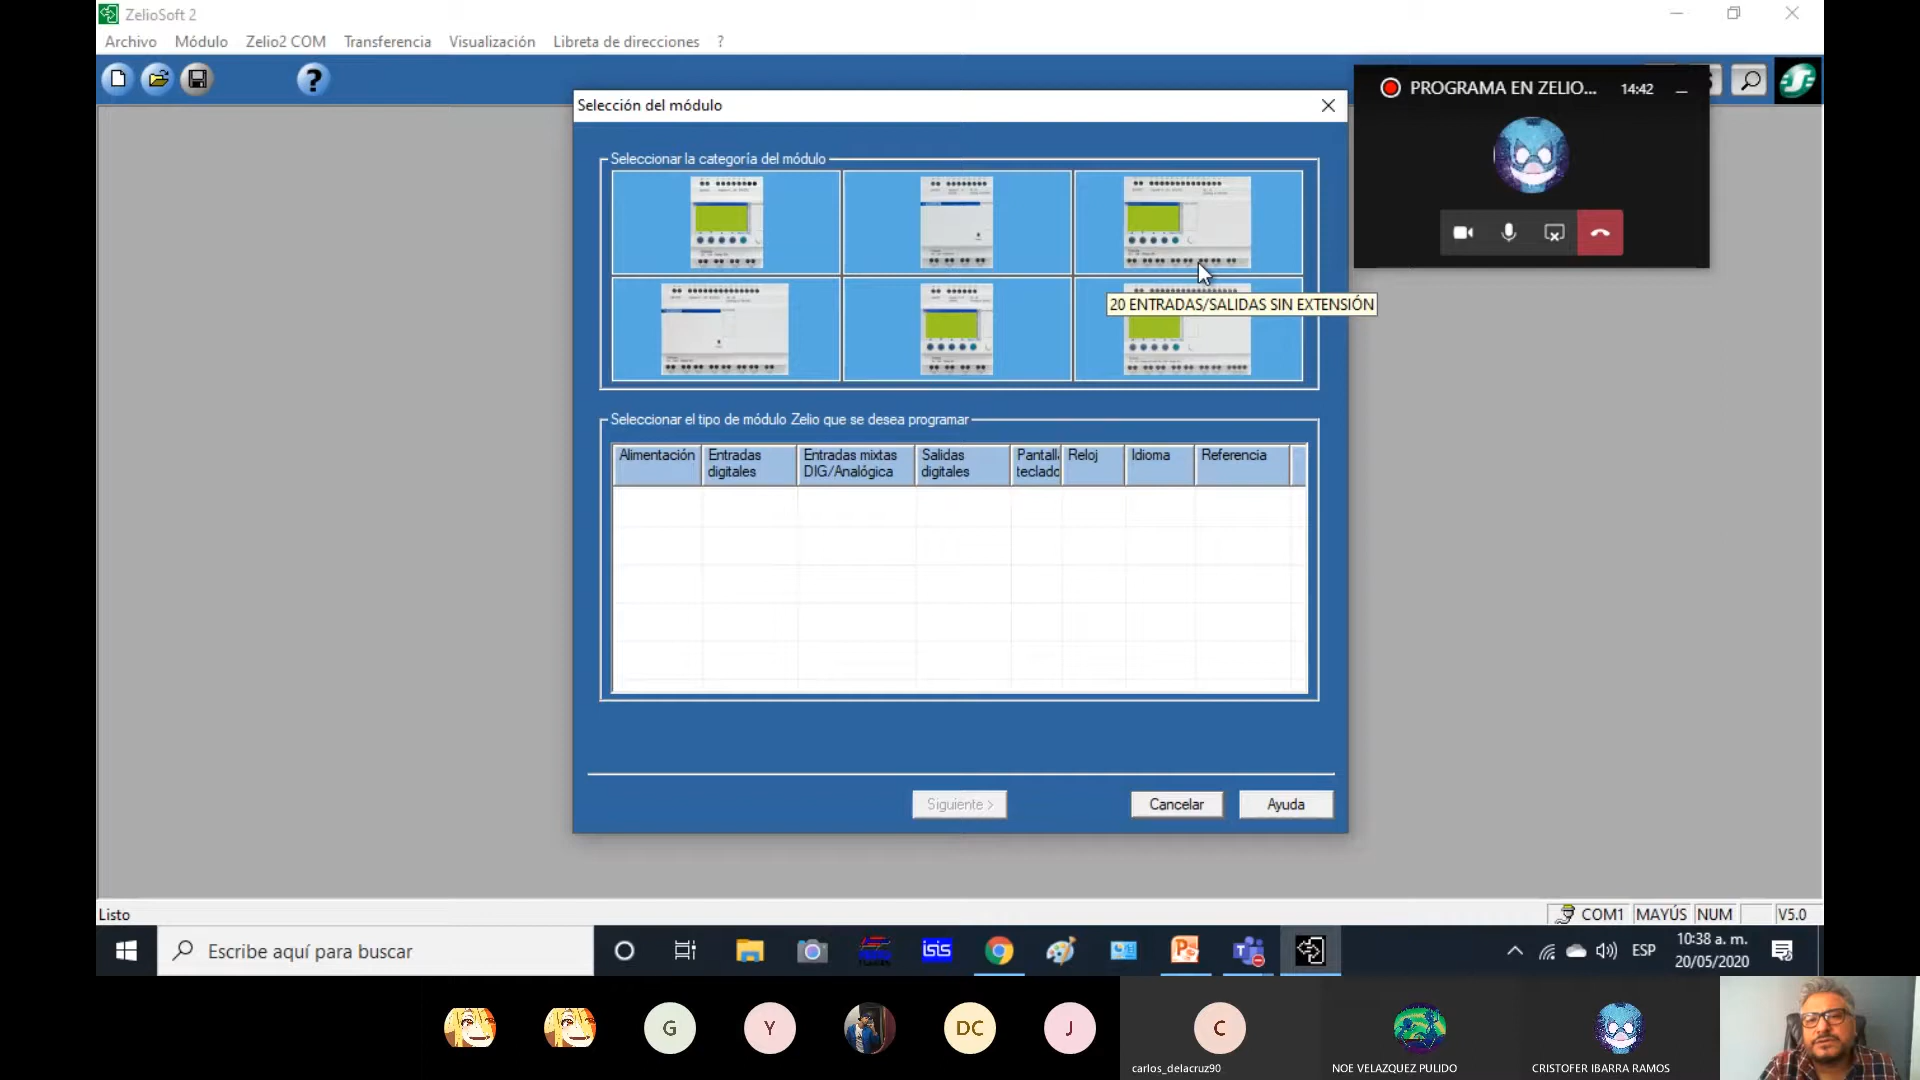 ZelioSoft 2
Archivo Módulo Zelio2 COM Transferencia Visualización Libreta de direcciones ?
Selección del módulo
PROGRAMA EN ZELIO... 14:42
Seleccionar la categoría del módulo
20 ENTRADAS/SALIDAS SIN EXTENSIÓN
Seleccionar el tipo de módulo Zelio que se desea programar
Alimentación
Entradas digitales
Entradas mixtas DIG/Analógica
Salidas digitales
Pantall teclado
Reloj
Idioma
Referencia
Siguiente >
Cancelar
Ayuda
Listo
COM1 MAYÚS NUM V5.0
Escribe aquí para buscar
isis
ESP
10:38 a. m.
20/05/2020
G
Y
DC
J
C
carlos_delacruz90
NOE VELAZQUEZ PULIDO
CRISTOFER IBARRA RAMOS